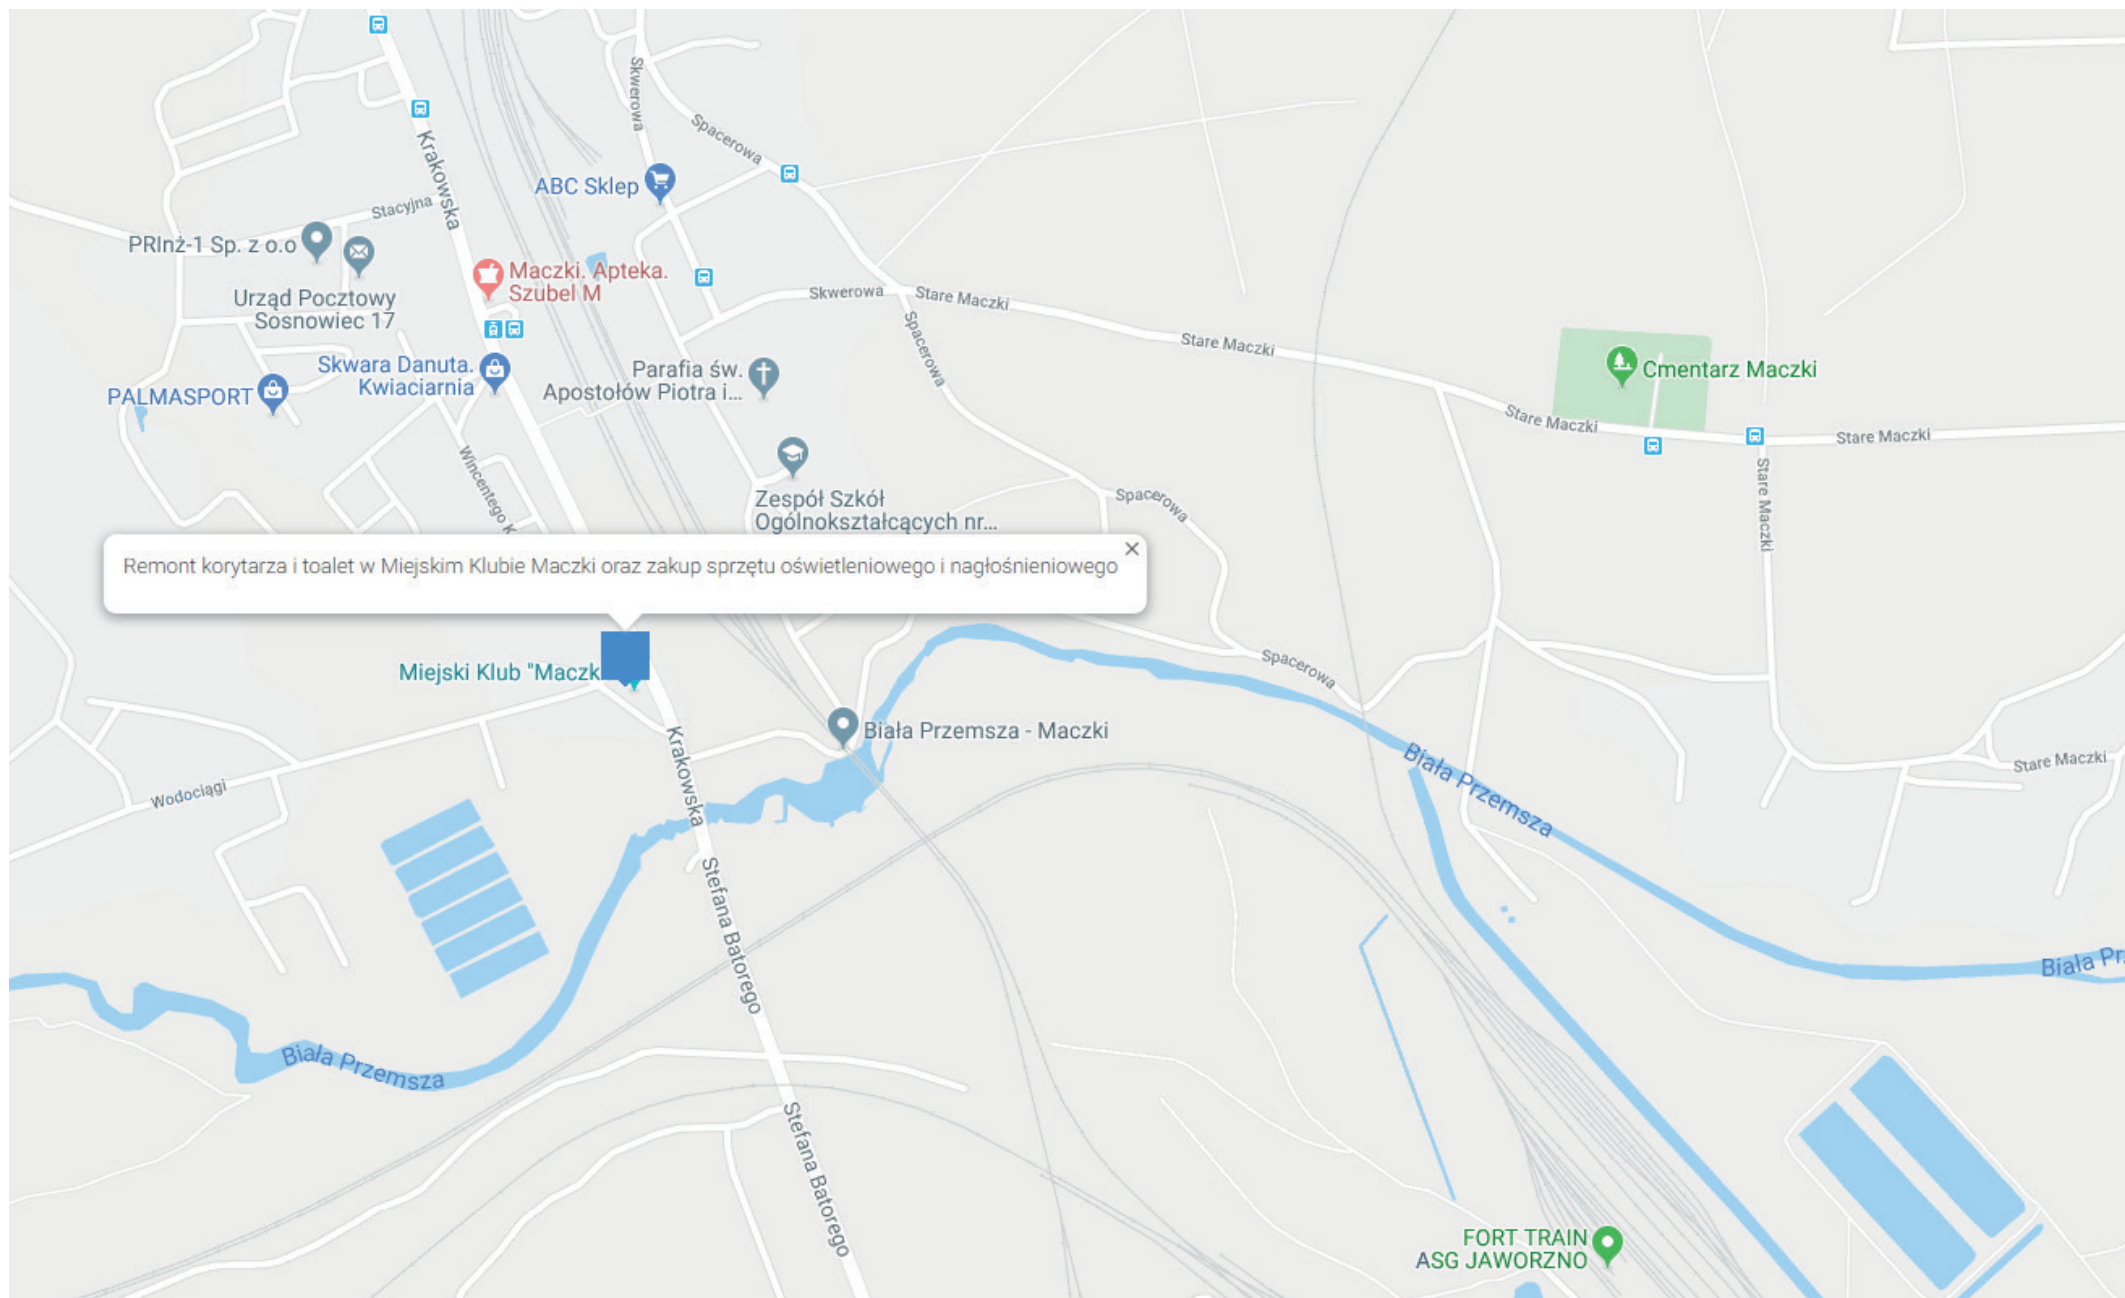 Skwerowa
Spacerowa
Krakowska
ABC Sklep
Stacyjna
PRInż-1 Sp. z o.o
Maczki. Apteka.
Szubel M
Urząd Pocztowy
Sosnowiec 17
Skwerowa
Stare Maczki
Spacerowa
Stare Maczki
Skwara Danuta.
Kwiaciarnia
Parafia św.
Apostołów Piotra i...
Cmentarz Maczki
PALMASPORT
Stare Maczki
Stare Maczki
Wincentego K
Stare Maczki
Zespół Szkół
Ogólnokształcących nr...
Spacerowa
Remont korytarza i toalet w Miejskim Klubie Maczki oraz zakup sprzętu oświetleniowego i nagłośnieniowego
Miejski Klub "Maczk
Spacerowa
Biała Przemsza - Maczki
Krakowska
Biała Przemsza
Stare Maczki
Wodociągi
Stefana Batorego
Biała Pr
Biała Przemsza
Stefana Batorego
FORT TRAIN
ASG JAWORZNO